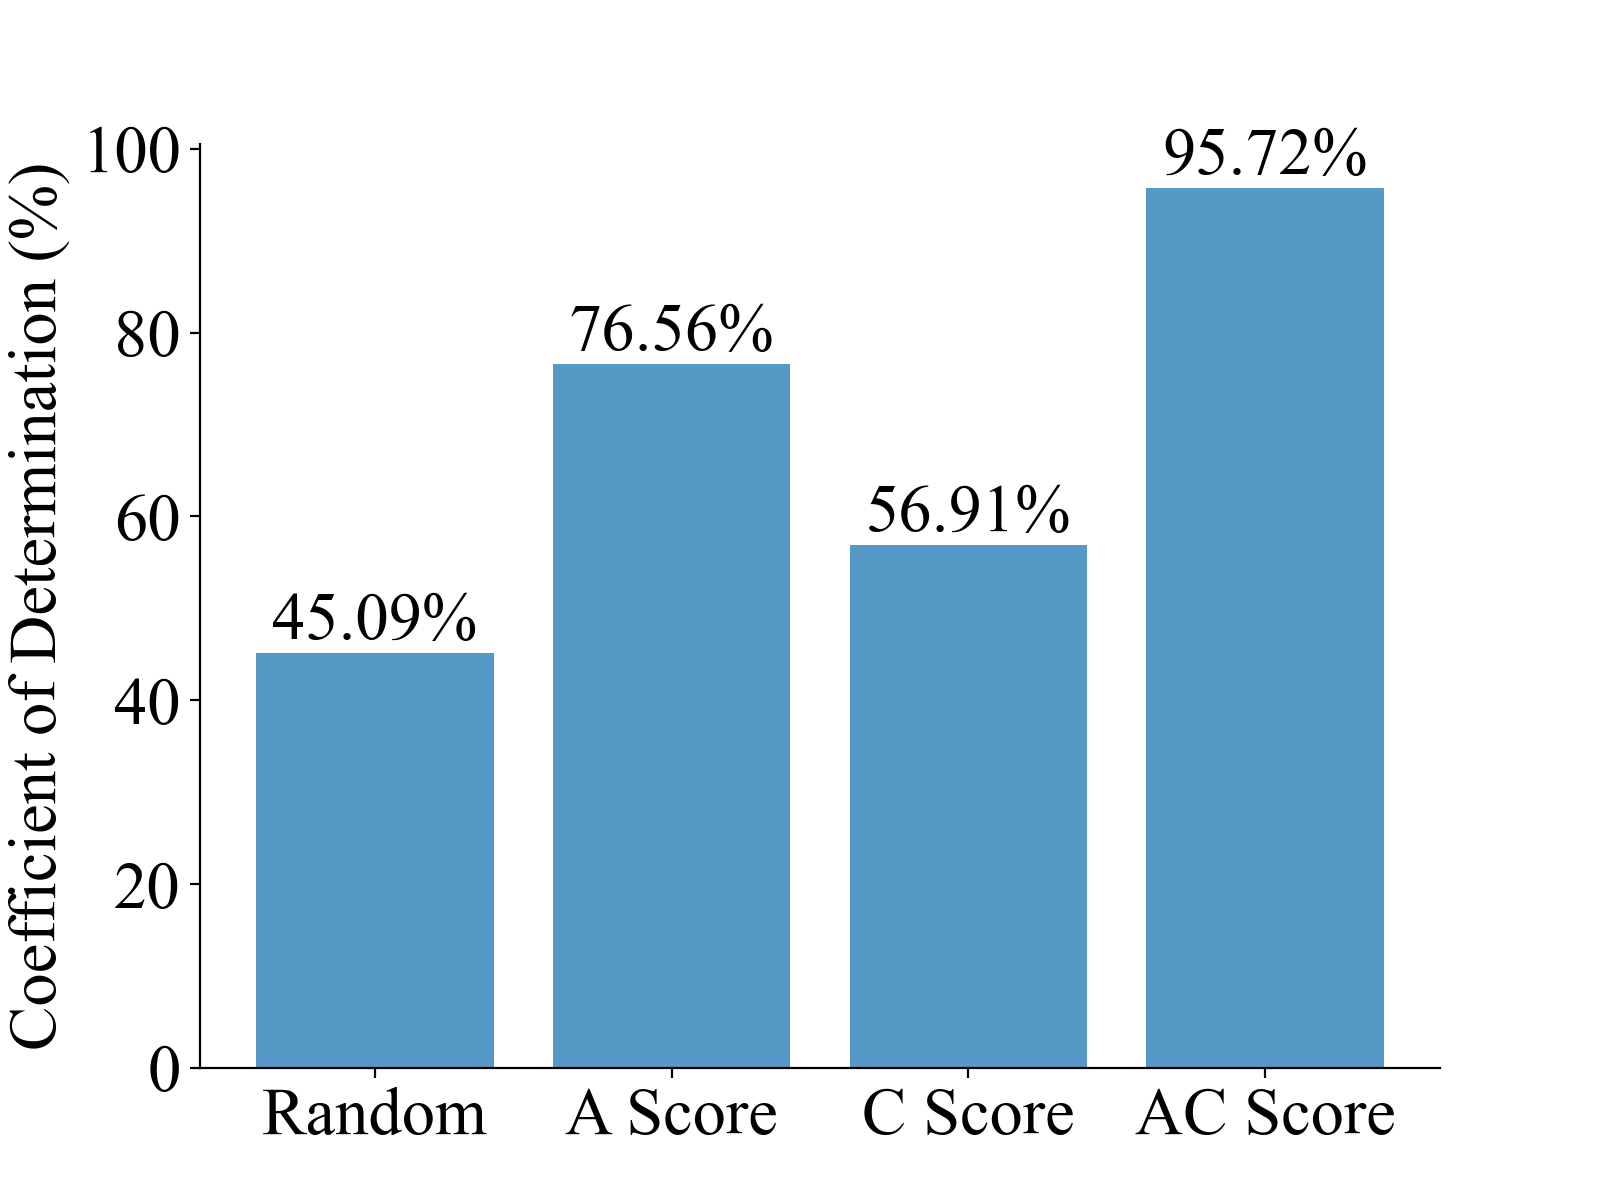 Coefficient of Determination (%)
100
80
60
40
20
0
45.09%
76.56%
56.91%
95.72%
Random
A Score
C Score
AC Score